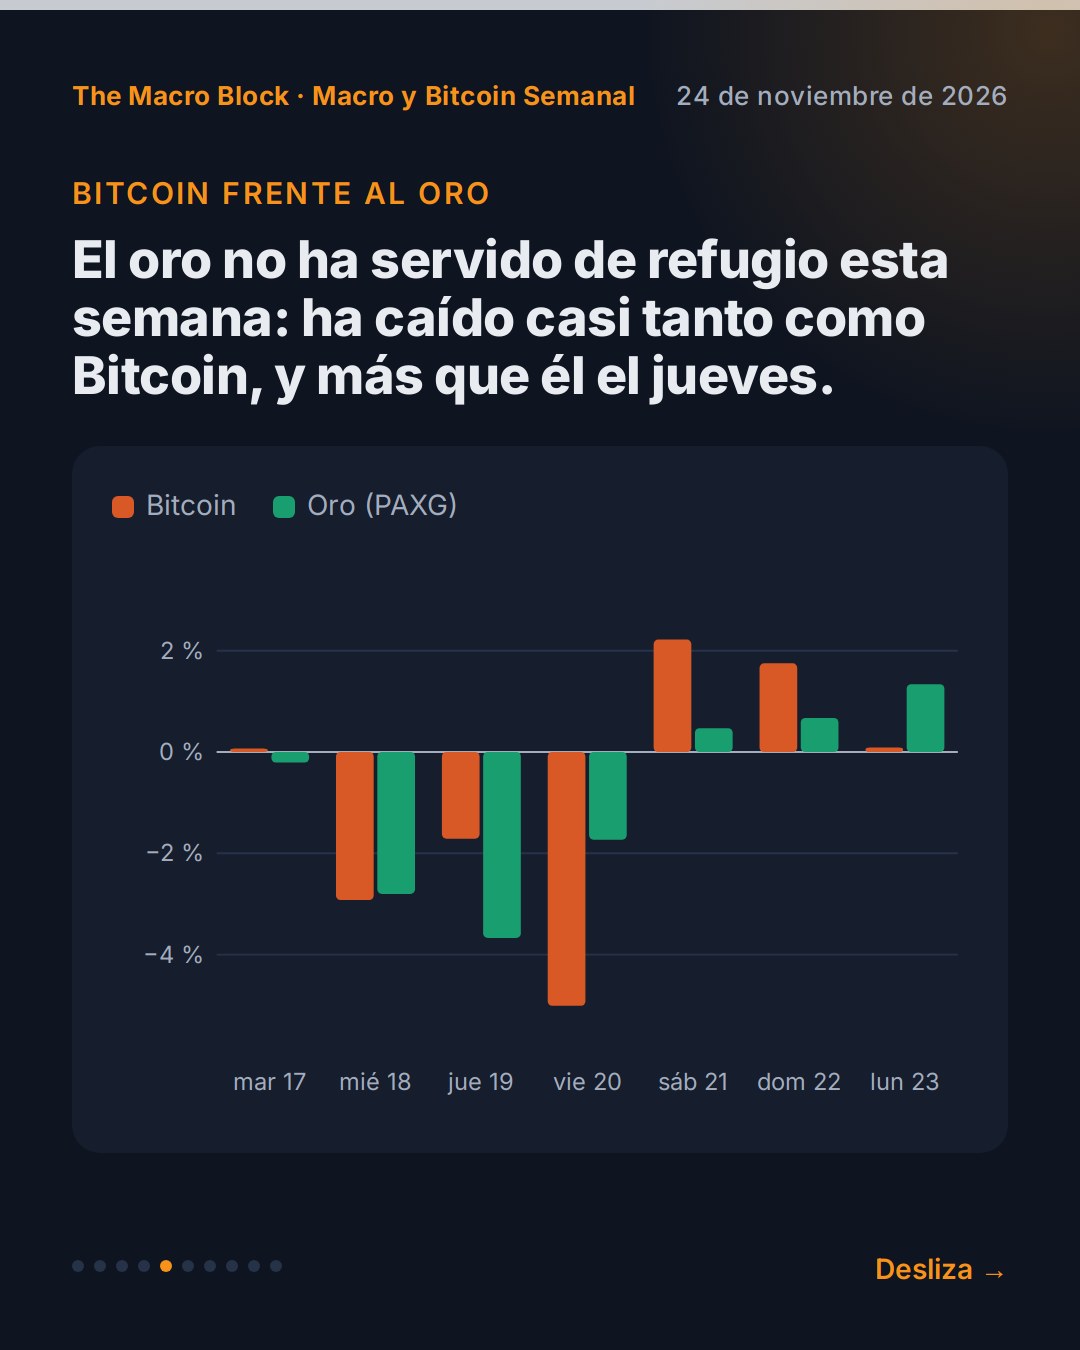 The Macro Block · Macro y Bitcoin Semanal
24 de noviembre de 2026
BITCOIN FRENTE AL ORO
El oro no ha servido de refugio esta
semana: ha caído casi tanto como
Bitcoin, y más que él el jueves.
Bitcoin
Oro (PAXG)
2 %
0 %
−2 %
−4 %
mar 17
mié 18
jue 19
vie 20
sáb 21
dom 22
lun 23
Desliza →